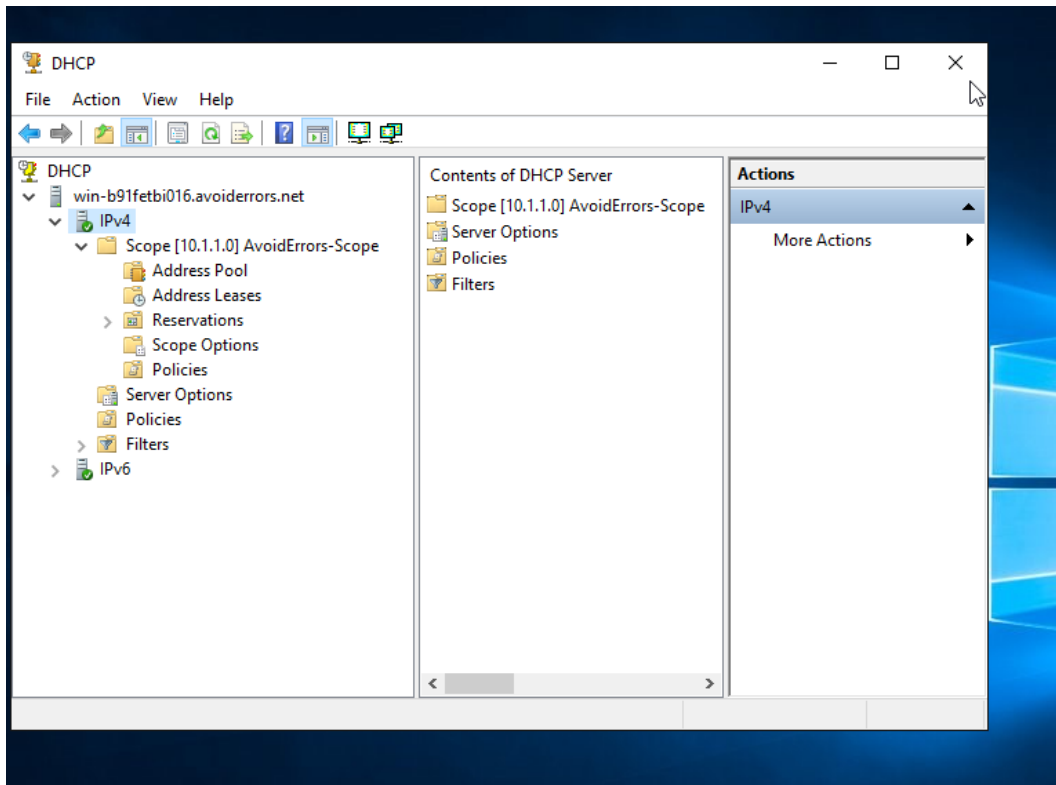 DHCP
File Action View Help
DHCP
win-b91fetbi016.avoiderrors.net
IPv4
Scope [10.1.1.0] AvoidErrors-Scope
Address Pool
Address Leases
Reservations
Scope Options
Policies
Server Options
Policies
Filters
IPv6
Contents of DHCP Server
Scope [10.1.1.0] AvoidErrors-Scope
Server Options
Policies
Filters
Actions
IPv4
More Actions